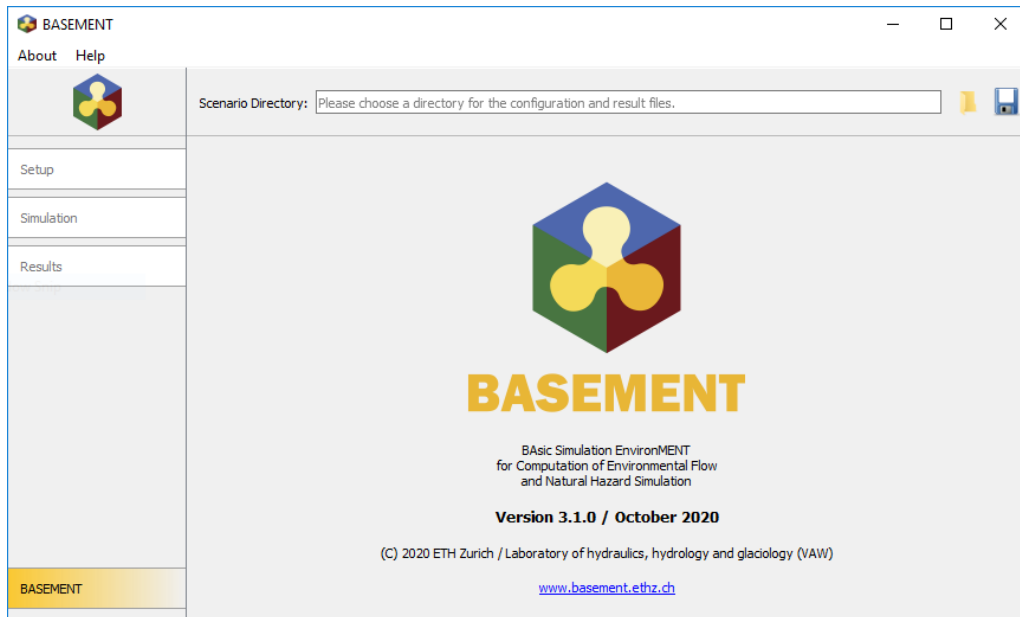 BASEMENT
About Help
Scenario Directory: Please choose a directory for the configuration and result files.
Setup
Simulation
Results
BASEMENT
BAsic Simulation EnvironMENT
for Computation of Environmental Flow
and Natural Hazard Simulation
Version 3.1.0 / October 2020
(C) 2020 ETH Zurich / Laboratory of hydraulics, hydrology and glaciology (VAW)
www.basement.ethz.ch
BASEMENT